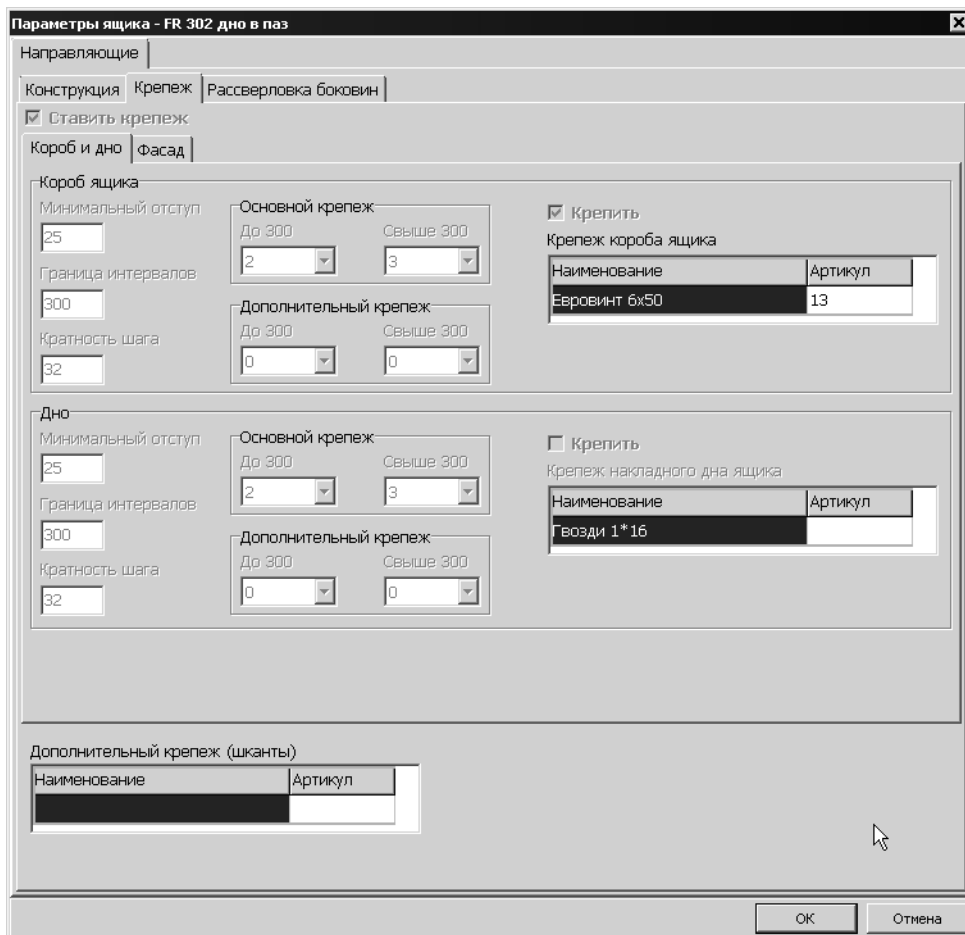 Параметры ящика - FR 302 дно в паз
Направляющие
Конструкция Крепеж Рассверловка боковин
Ставить крепеж
Короб и дно Фасад
Короб ящика
Минимальный отступ
25
Граница интервалов
300
Кратность шага
32
Основной крепеж
До 300 Свыше 300
2 3
Дополнительный крепеж
До 300 Свыше 300
0 0
Крепить
Крепеж короба ящика
Наименование Артикул
Евровинт 6x50 13
Дно
Минимальный отступ
25
Граница интервалов
300
Кратность шага
32
Основной крепеж
До 300 Свыше 300
2 3
Дополнительный крепеж
До 300 Свыше 300
0 0
Крепить
Крепеж накладного дна ящика
Наименование Артикул
Гвозди 1*16
Дополнительный крепеж (шканты)
Наименование Артикул
OK Отмена